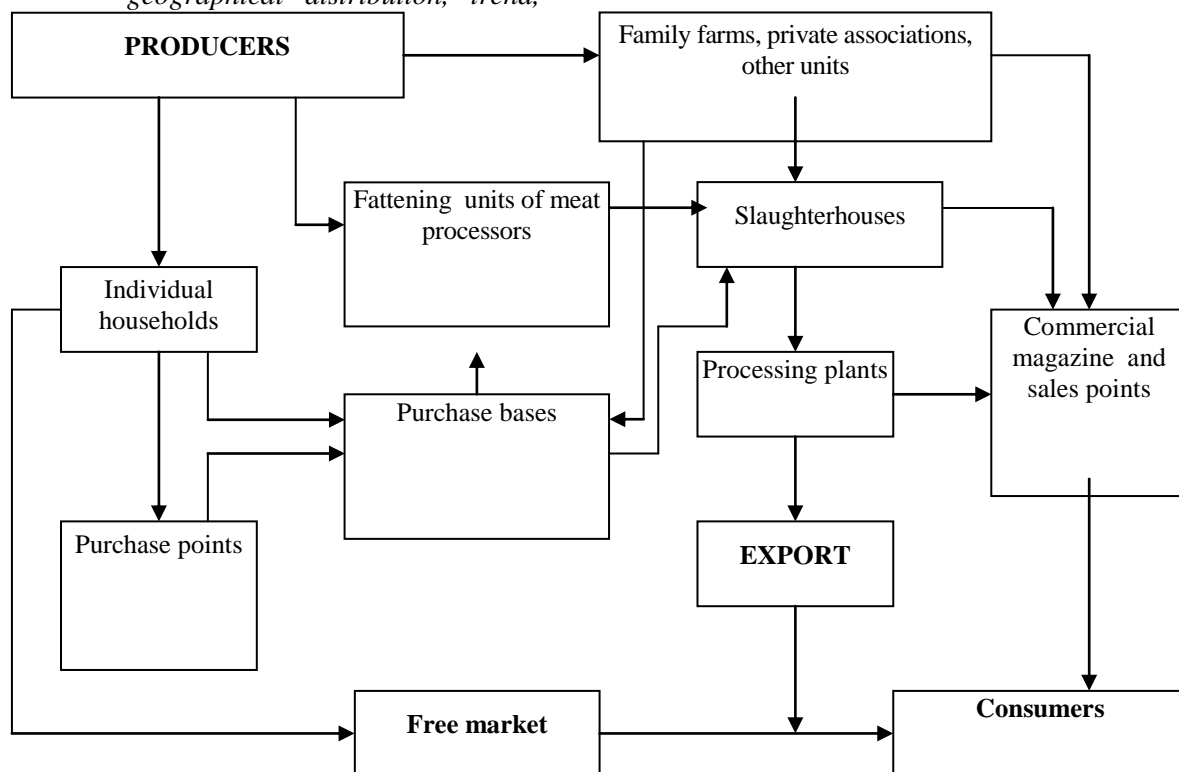 geographical distribution, trend,
PRODUCERS
Family farms, private associations,
other units
Fattening units of meat
processors
Slaughterhouses
Individual
households
Commercial
magazine and
sales points
Processing plants
Purchase bases
Purchase points
EXPORT
Free market
Consumers